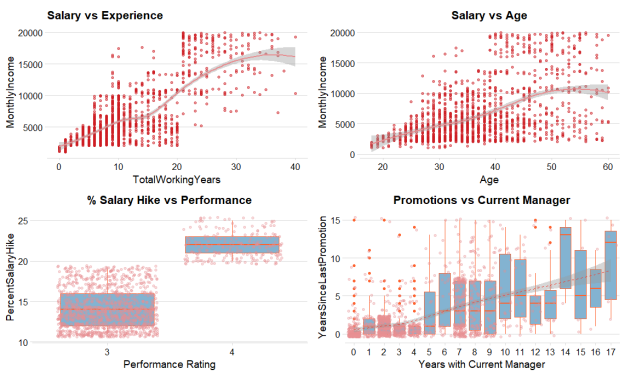 Salary vs Experience
MonthlyIncome
20000
15000
10000
5000
0 10 20 30 40
TotalWorkingYears
Salary vs Age
MonthlyIncome
20000
15000
10000
5000
0
20 30 40 50 60
Age
% Salary Hike vs Performance
PercentSalaryHike
25
20
15
10
3 4
Performance Rating
Promotions vs Current Manager
YearsSinceLastPromotion
15
10
5
0
0 1 2 3 4 5 6 7 8 9 10 11 12 13 14 15 16 17
Years with Current Manager